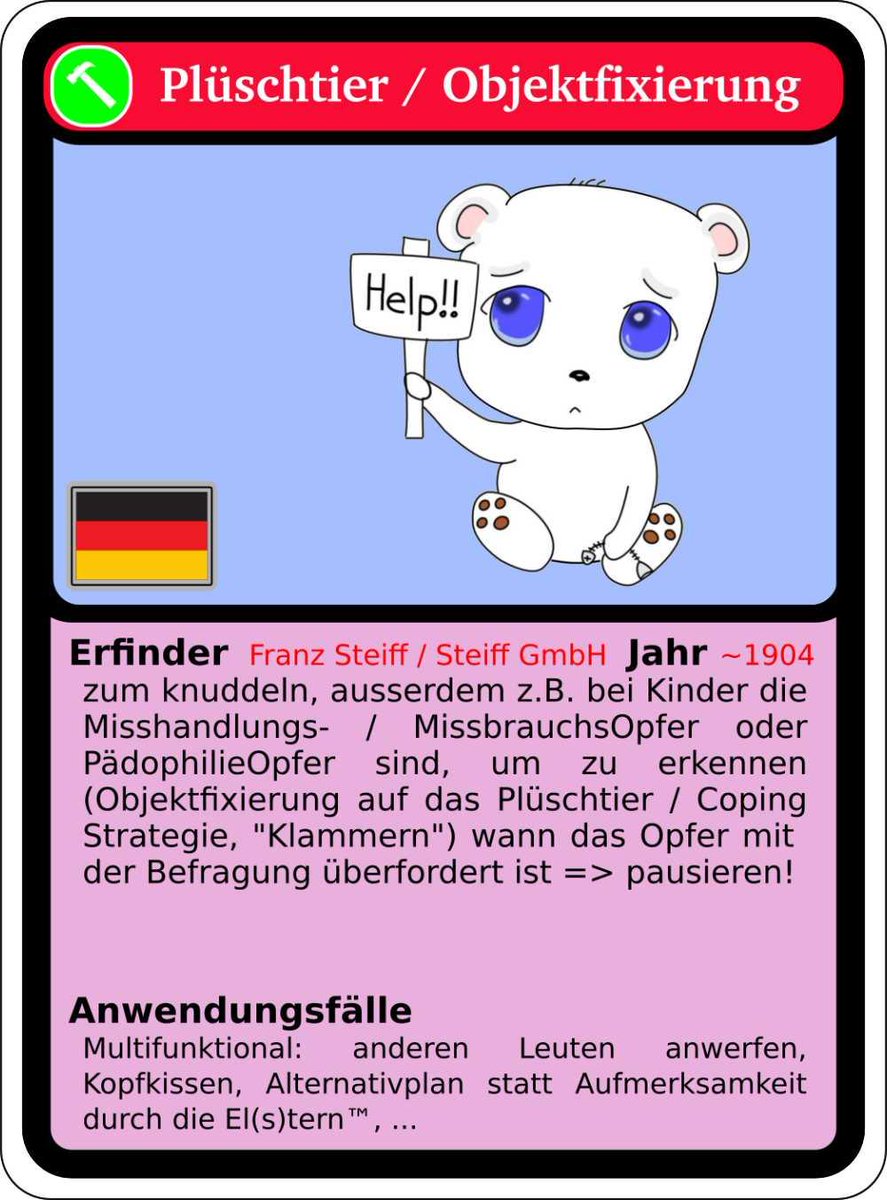 Plüschtier / Objektfixierung
Help!!
Erfinder Franz Steiff / Steiff GmbH Jahr ~1904
zum knuddeln, ausserdem z.B. bei Kinder die
Misshandlungs- / MissbrauchsOpfer oder
PädophilieOpfer sind, um zu erkennen
(Objektfixierung auf das Plüschtier / Coping
Strategie, "Klammern") wann das Opfer mit
der Befragung überfordert ist => pausieren!
Anwendungsfälle
Multifunktional: anderen Leuten anwerfen,
Kopfkissen, Alternativplan statt Aufmerksamkeit
durch die El(s)tern™, ...